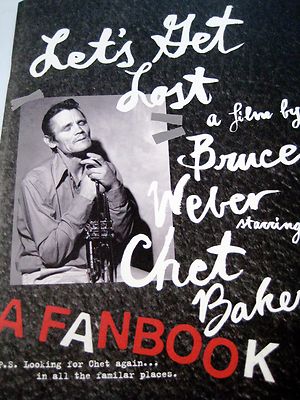 Let's Get
Lost
a film by
Bruce
Weber
starring
Chet
Bake
A FANBOOK
P.S. Looking for Chet again...
in all the familar places.